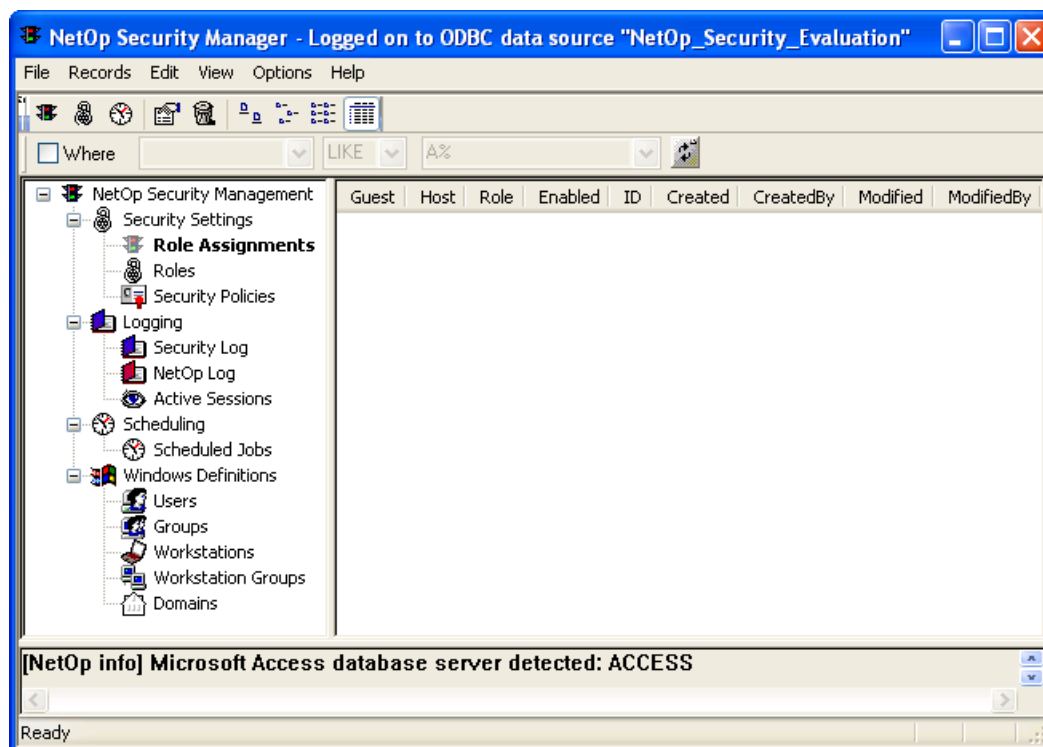 NetOp Security Manager - Logged on to ODBC data source "NetOp_Security_Evaluation"
File Records Edit View Options Help
Where LIKE A%
NetOp Security Management
Security Settings
Role Assignments
Roles
Security Policies
Logging
Security Log
NetOp Log
Active Sessions
Scheduling
Scheduled Jobs
Windows Definitions
Users
Groups
Workstations
Workstation Groups
Domains
Guest Host Role Enabled ID Created CreatedBy Modified ModifiedBy
[NetOp info] Microsoft Access database server detected: ACCESS
Ready